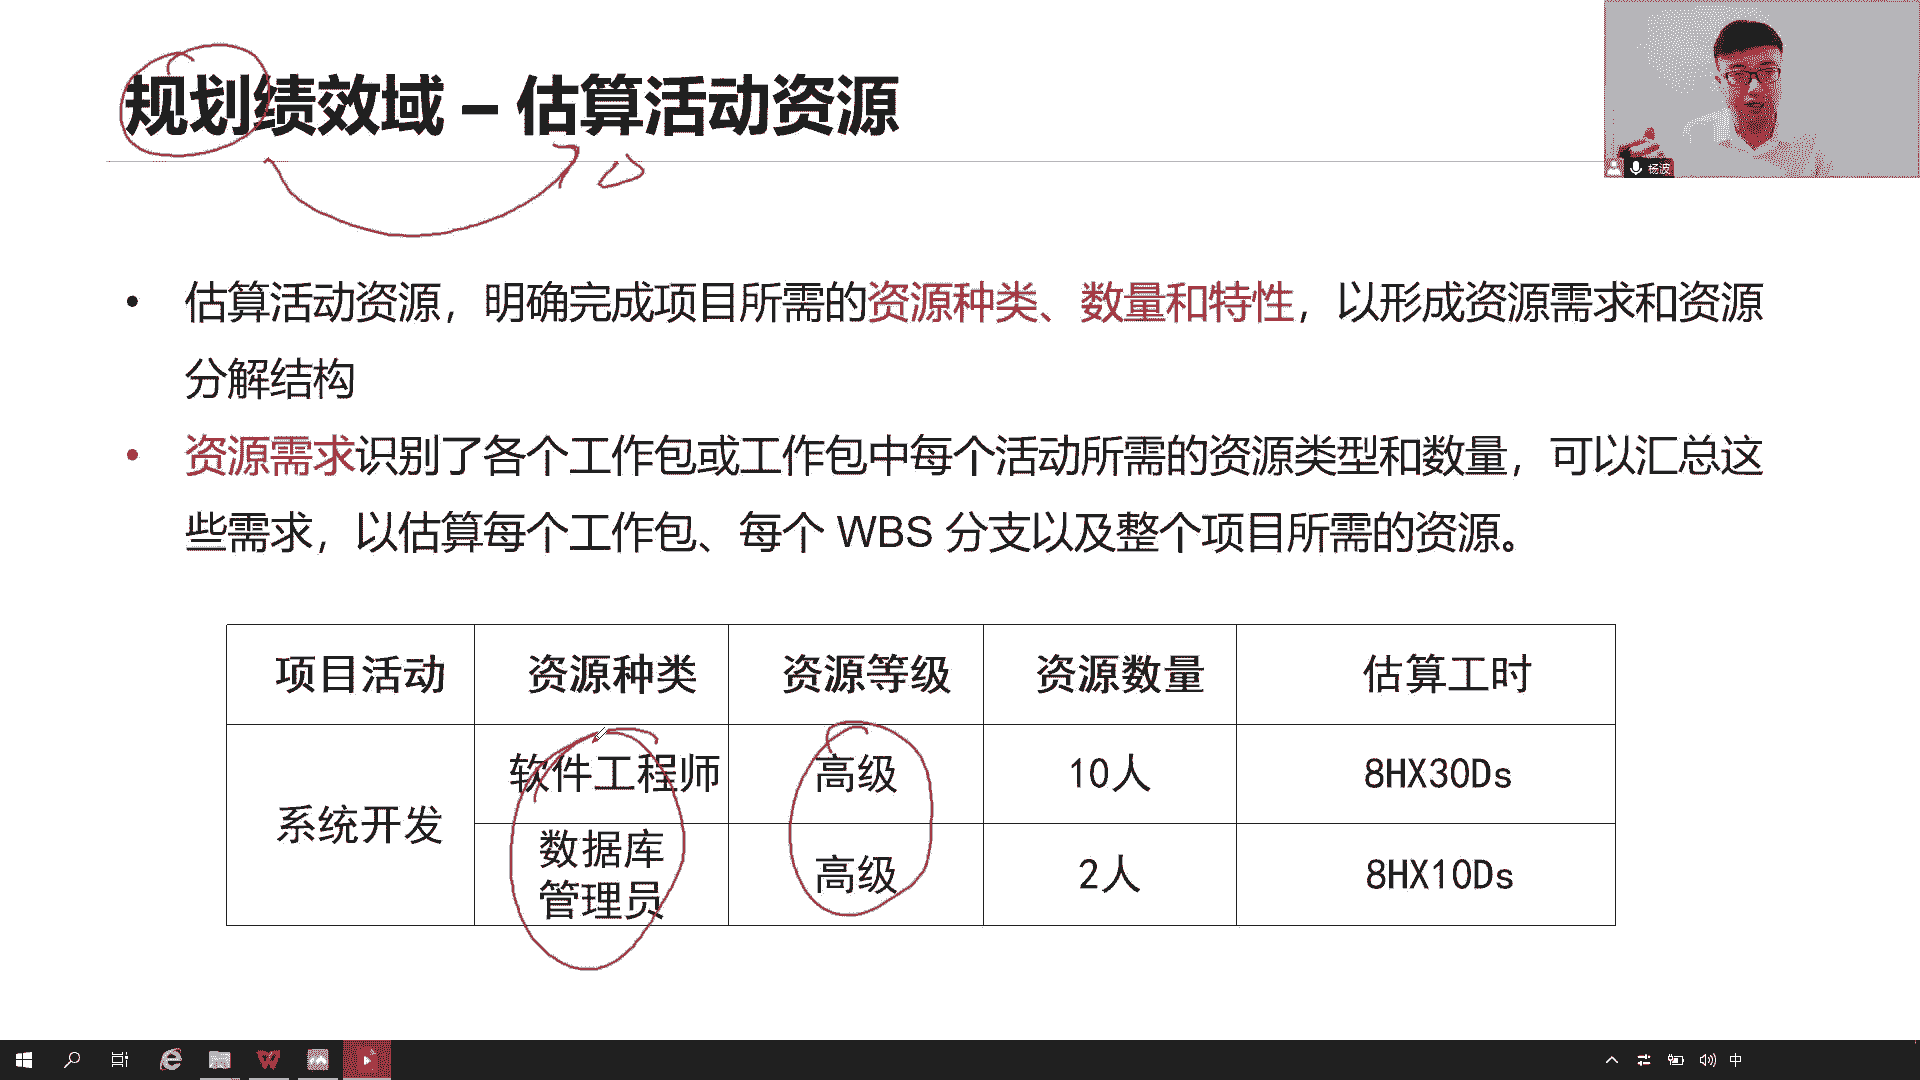 规划绩效域 – 估算活动资源
杨波
• 估算活动资源，明确完成项目所需的资源种类、数量和特性，以形成资源需求和资源
分解结构
• 资源需求识别了各个工作包或工作包中每个活动所需的资源类型和数量，可以汇总这
些需求，以估算每个工作包、每个 WBS 分支以及整个项目所需的资源。
项目活动 资源种类 资源等级 资源数量 估算工时
系统开发 软件工程师 高级 10人 8HX30Ds
数据库
管理员 高级 2人 8HX10Ds
中